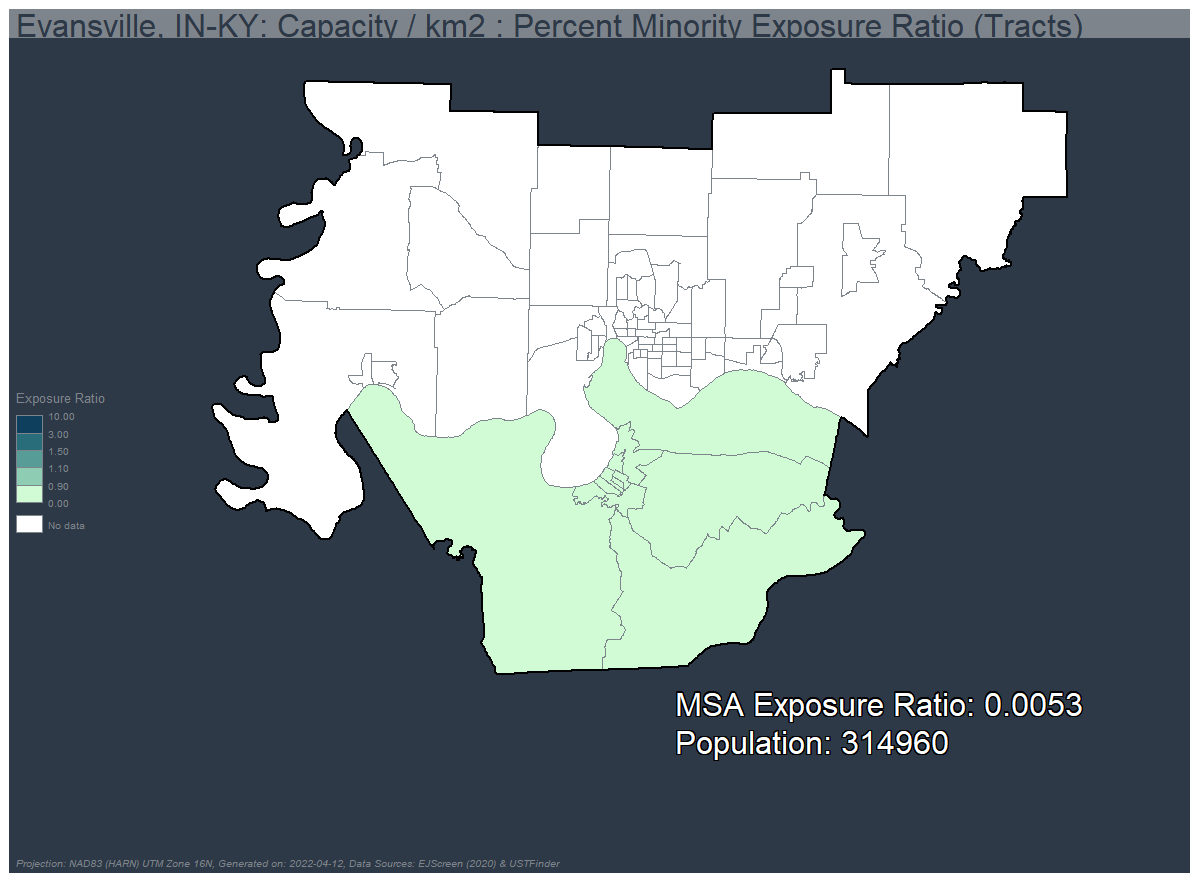 Evansville, IN-KY: Capacity / km2 : Percent Minority Exposure Ratio (Tracts)
Exposure Ratio
10.00
3.00
1.50
1.10
0.90
0.00
No data
MSA Exposure Ratio: 0.0053
Population: 314960
Projection: NAD83 (HARN) UTM Zone 16N, Generated on: 2022-04-12, Data Sources: EJScreen (2020) & USTFinder